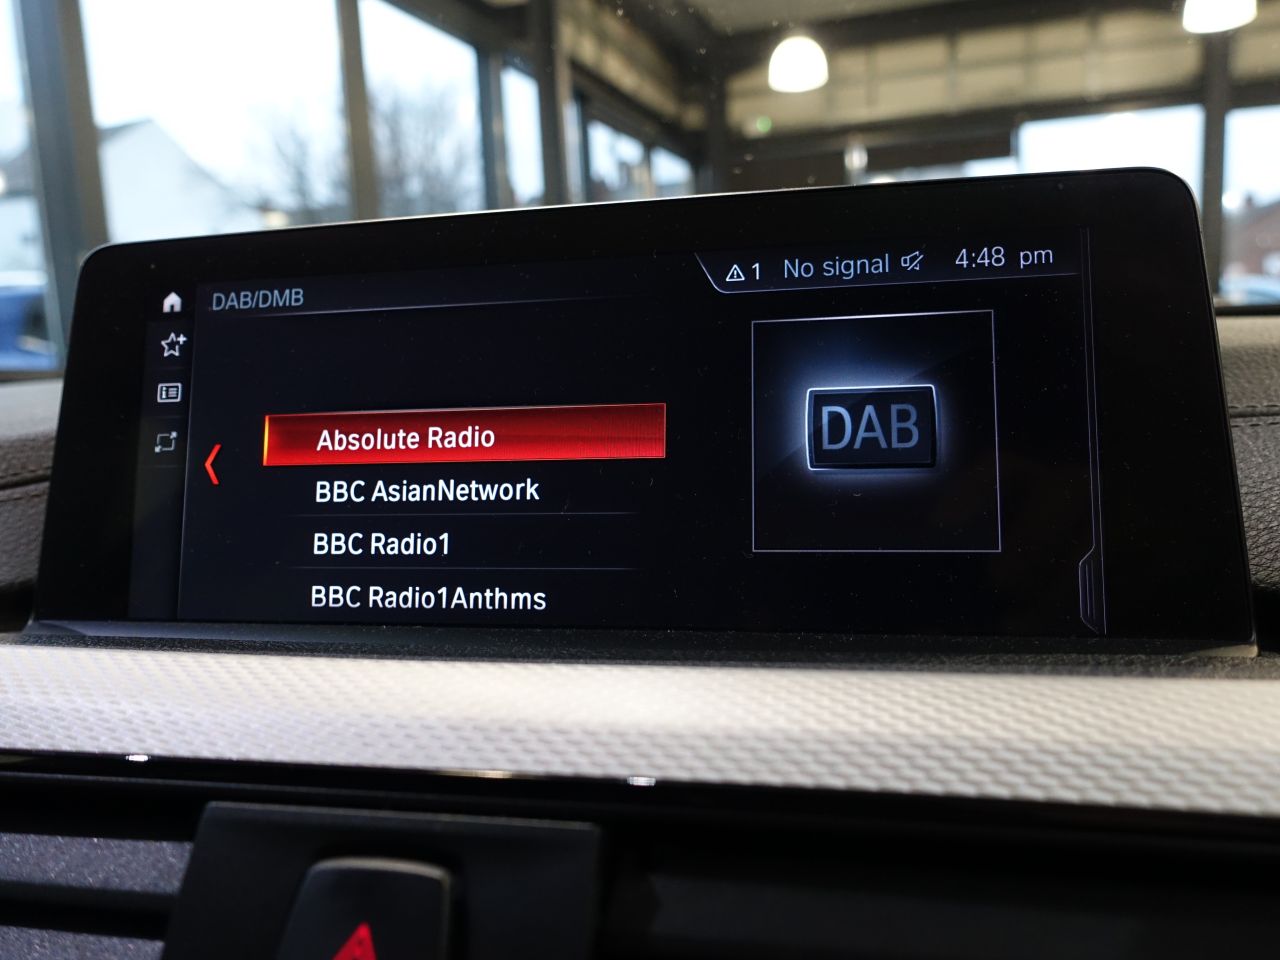 DAB/DMB
1 No signal 4:48 pm
Absolute Radio
BBC AsianNetwork
BBC Radio1
BBC Radio1Anthms
DAB